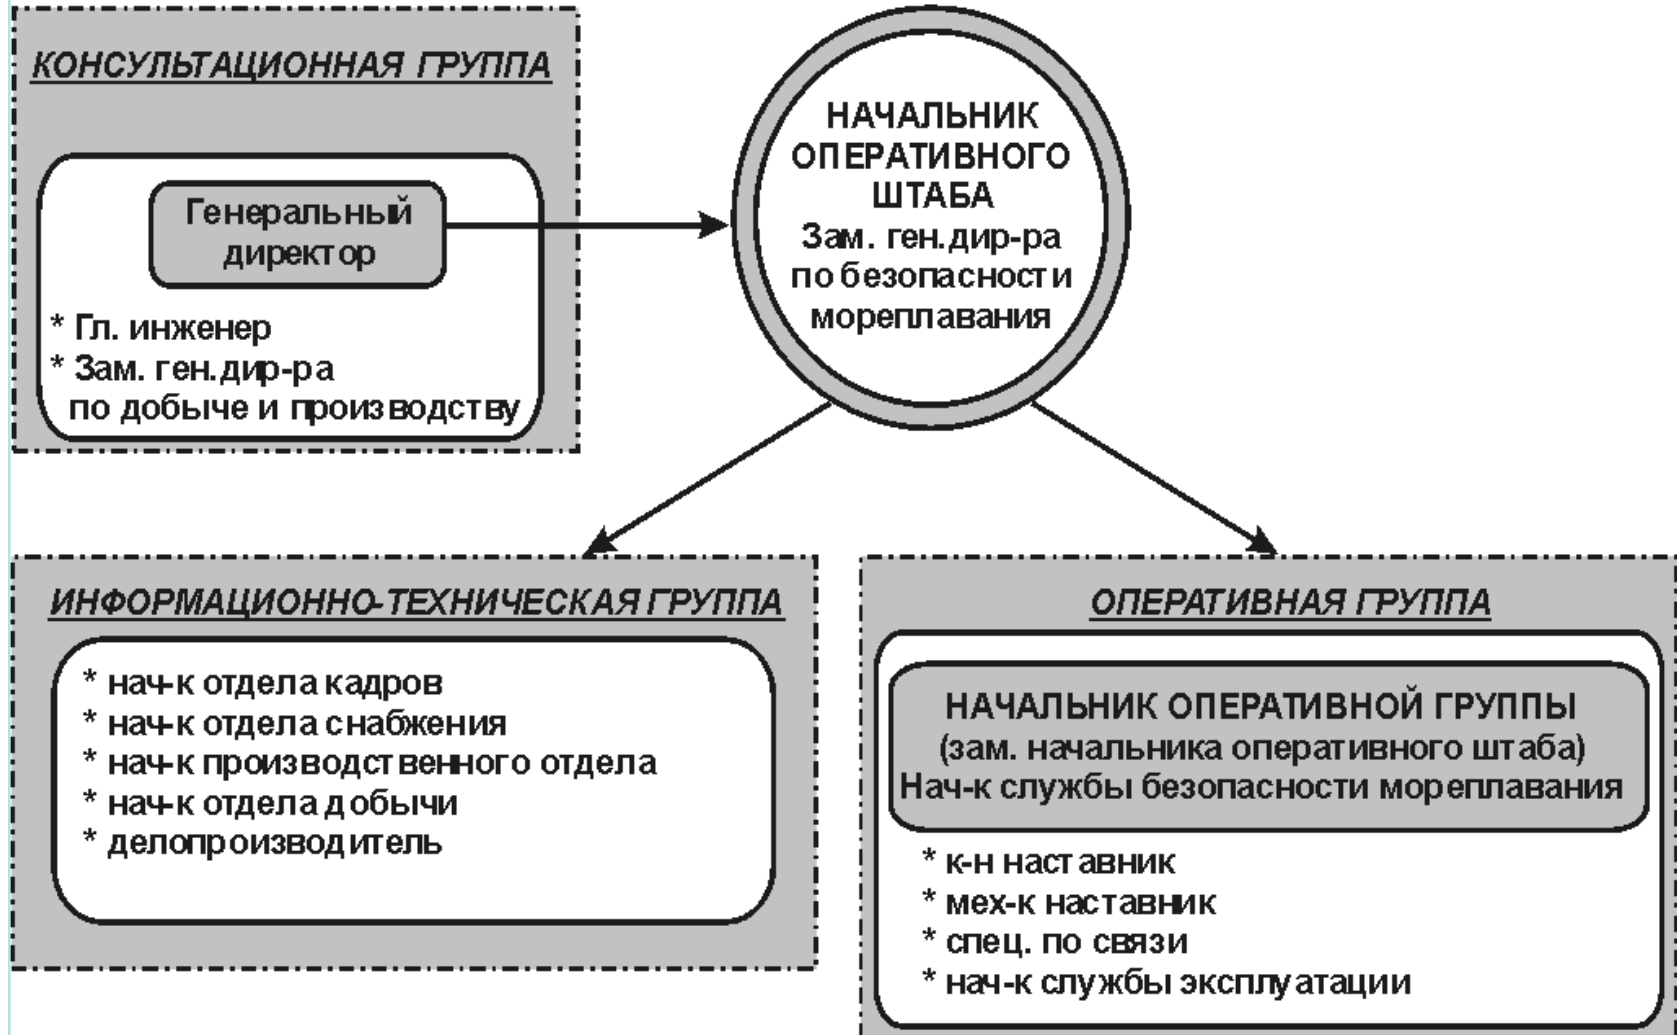 КОНСУЛЬТАЦИОННАЯ ГРУППА
Генеральный
директор
* Гл. инженер
* Зам. ген.дир-ра
по добыче и производству
НАЧАЛЬНИК
ОПЕРАТИВНОГО
ШТАБА
Зам. ген.дир-ра
по безопасности
мореплавания
ИНФОРМАЦИОННО-ТЕХНИЧЕСКАЯ ГРУППА
* нач-к отдела кадров
* нач-к отдела снабжения
* нач-к производственного отдела
* нач-к отдела добычи
* делопроизводитель
ОПЕРАТИВНАЯ ГРУППА
НАЧАЛЬНИК ОПЕРАТИВНОЙ ГРУППЫ
(зам. начальника оперативного штаба)
Нач-к службы безопасности мореплавания
* к-н наставник
* мех-к наставник
* спец. по связи
* нач-к службы эксплуатации